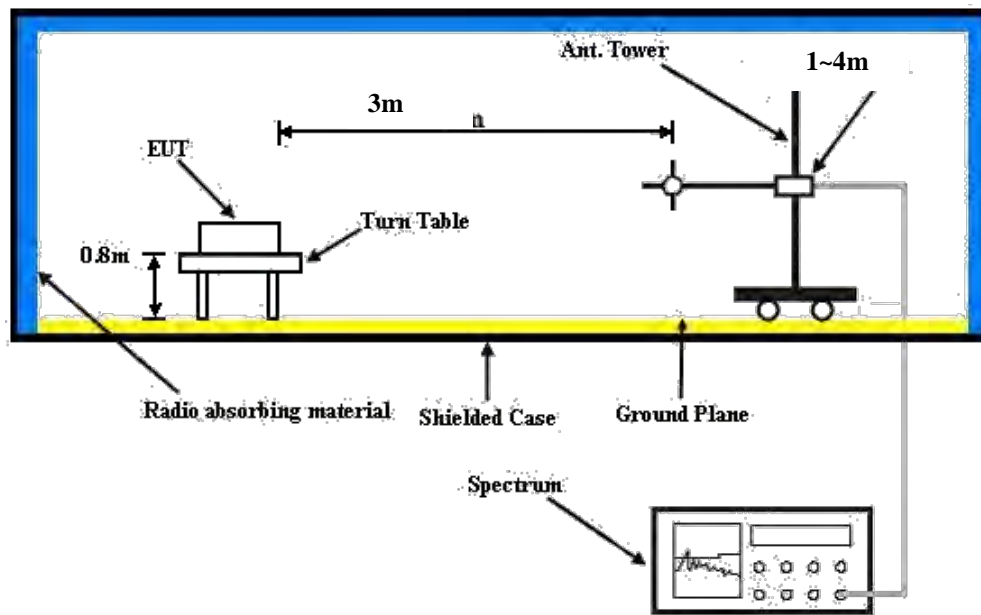 Ant. Tower
1~4m
3m
n
EUT
Turn Table
0.8m
Radio absorbing material
Shielded Case
Ground Plane
Spectrum